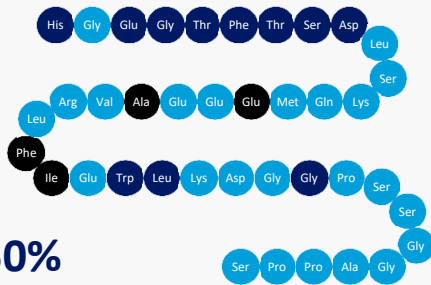 His Gly Glu Gly Thr Phe Thr Ser Asp
Leu
Ser
Arg Val Ala Glu Glu Glu Met Gln Lys
Leu
Phe
Ile Glu Trp Leu Lys Asp Gly Gly Pro
Ser
Ser
Gly
Ser Pro Pro Ala Gly